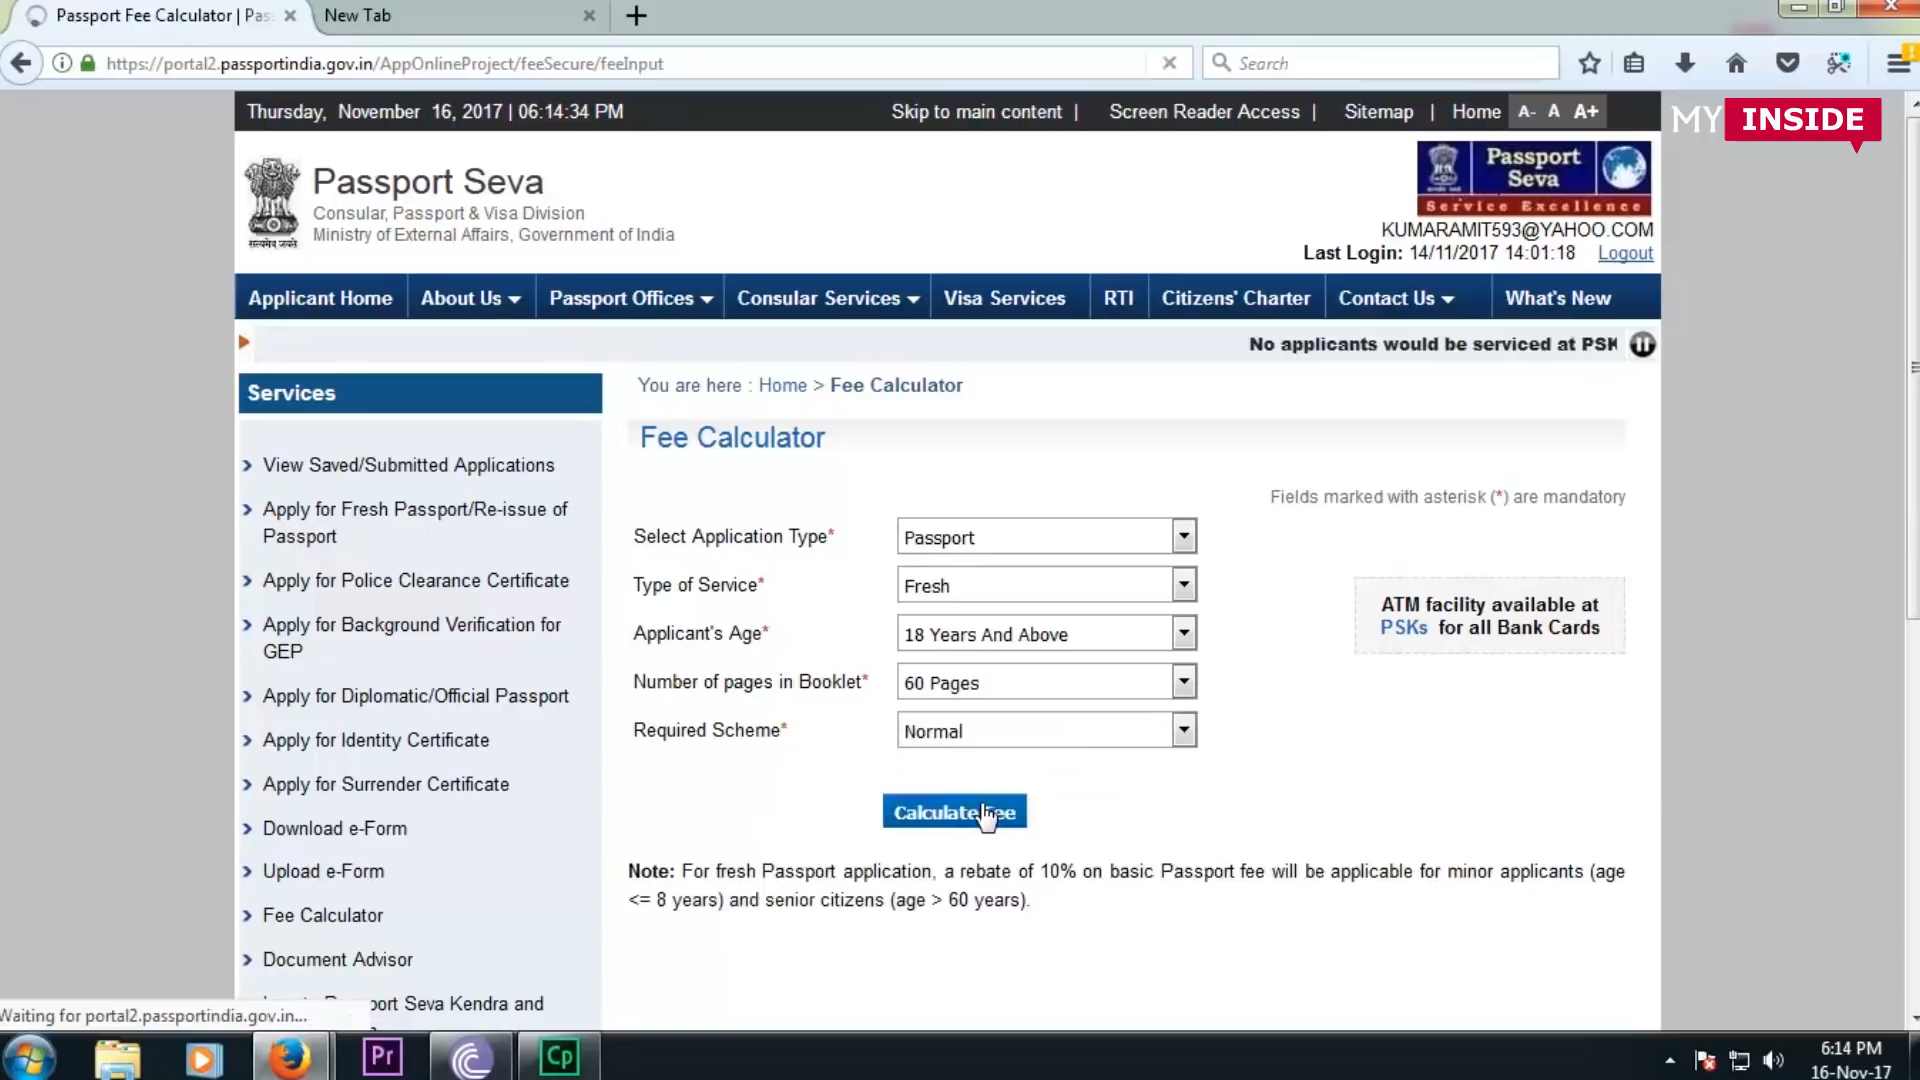 Passport Fee Calculator | Pas
New Tab
https://portal2.passportindia.gov.in/AppOnlineProject/feeSecure/feeInput
Search
Thursday, November 16, 2017 | 06:14:34 PM
Skip to main content |
Screen Reader Access |
Sitemap |
Home
A- A A+
MY INSIDE
Passport Seva
Consular, Passport & Visa Division
Ministry of External Affairs, Government of India
सत्यमेव जयते
Passport
Seva
Service Excellence
KUMARAMIT593@YAHOO.COM
Last Login: 14/11/2017 14:01:18 Logout
Applicant Home
About Us
Passport Offices
Consular Services
Visa Services
RTI
Citizens' Charter
Contact Us
What's New
No applicants would be serviced at PSK
Services
View Saved/Submitted Applications
Apply for Fresh Passport/Re-issue of
Passport
Apply for Police Clearance Certificate
Apply for Background Verification for
GEP
Apply for Diplomatic/Official Passport
Apply for Identity Certificate
Apply for Surrender Certificate
Download e-Form
Upload e-Form
Fee Calculator
Document Advisor
port Seva Kendra and
You are here : Home > Fee Calculator
Fee Calculator
Fields marked with asterisk (*) are mandatory
Select Application Type* Passport
Type of Service* Fresh
Applicant's Age* 18 Years And Above
Number of pages in Booklet* 60 Pages
Required Scheme* Normal
ATM facility available at
PSKs for all Bank Cards
Calculate Fee
Note: For fresh Passport application, a rebate of 10% on basic Passport fee will be applicable for minor applicants (age
<= 8 years) and senior citizens (age > 60 years).
Waiting for portal2.passportindia.gov.in...
Pr
Cp
6:14 PM
16-Nov-17